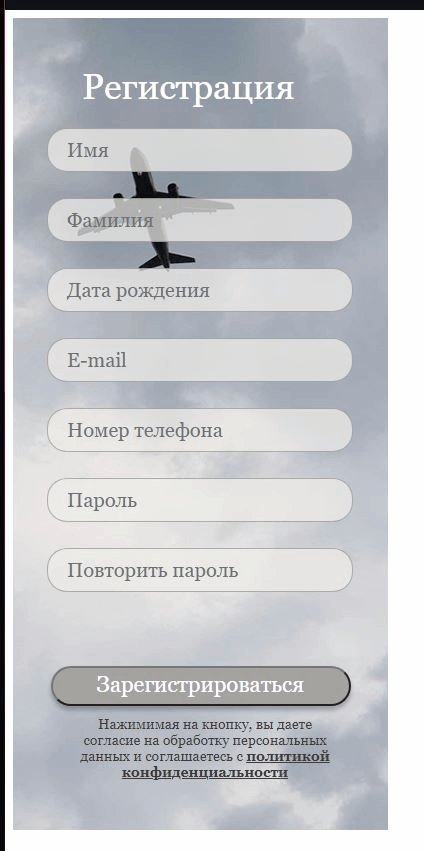 Регистрация
Имя
Фамилия
Дата рождения
E-mail
Номер телефона
Пароль
Повторить пароль
Зарегистрироваться
Нажимимая на кнопку, вы даете
согласие на обработку персональных
данных и соглашаетесь с политикой
конфиденциальности